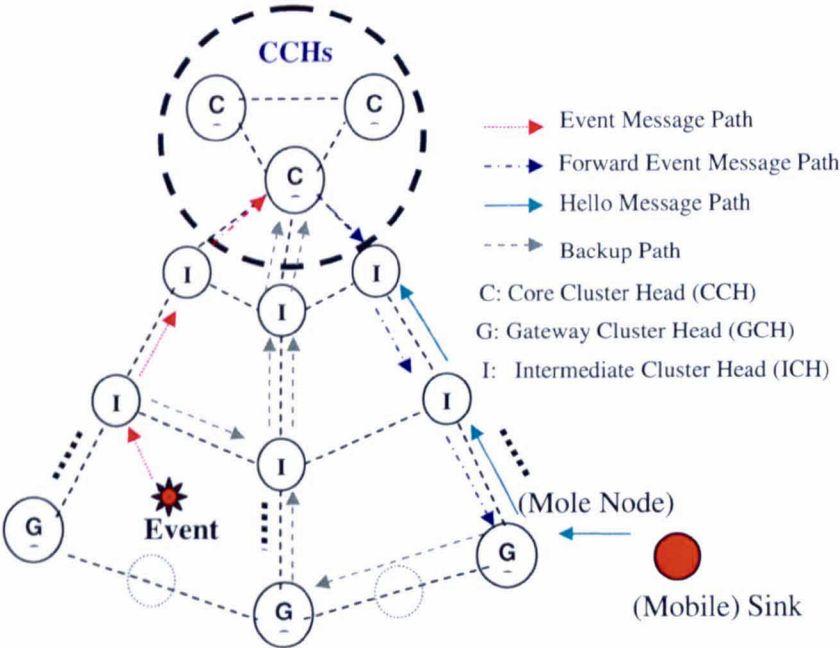 CCHs
C
C
C
Event Message Path
Forward Event Message Path
Hello Message Path
Backup Path
C: Core Cluster Head (CCH)
G: Gateway Cluster Head (GCH)
I: Intermediate Cluster Head (ICH)
I
I
I
I
I
I
(Mole Node)
G
Event
G
G
(Mobile) Sink